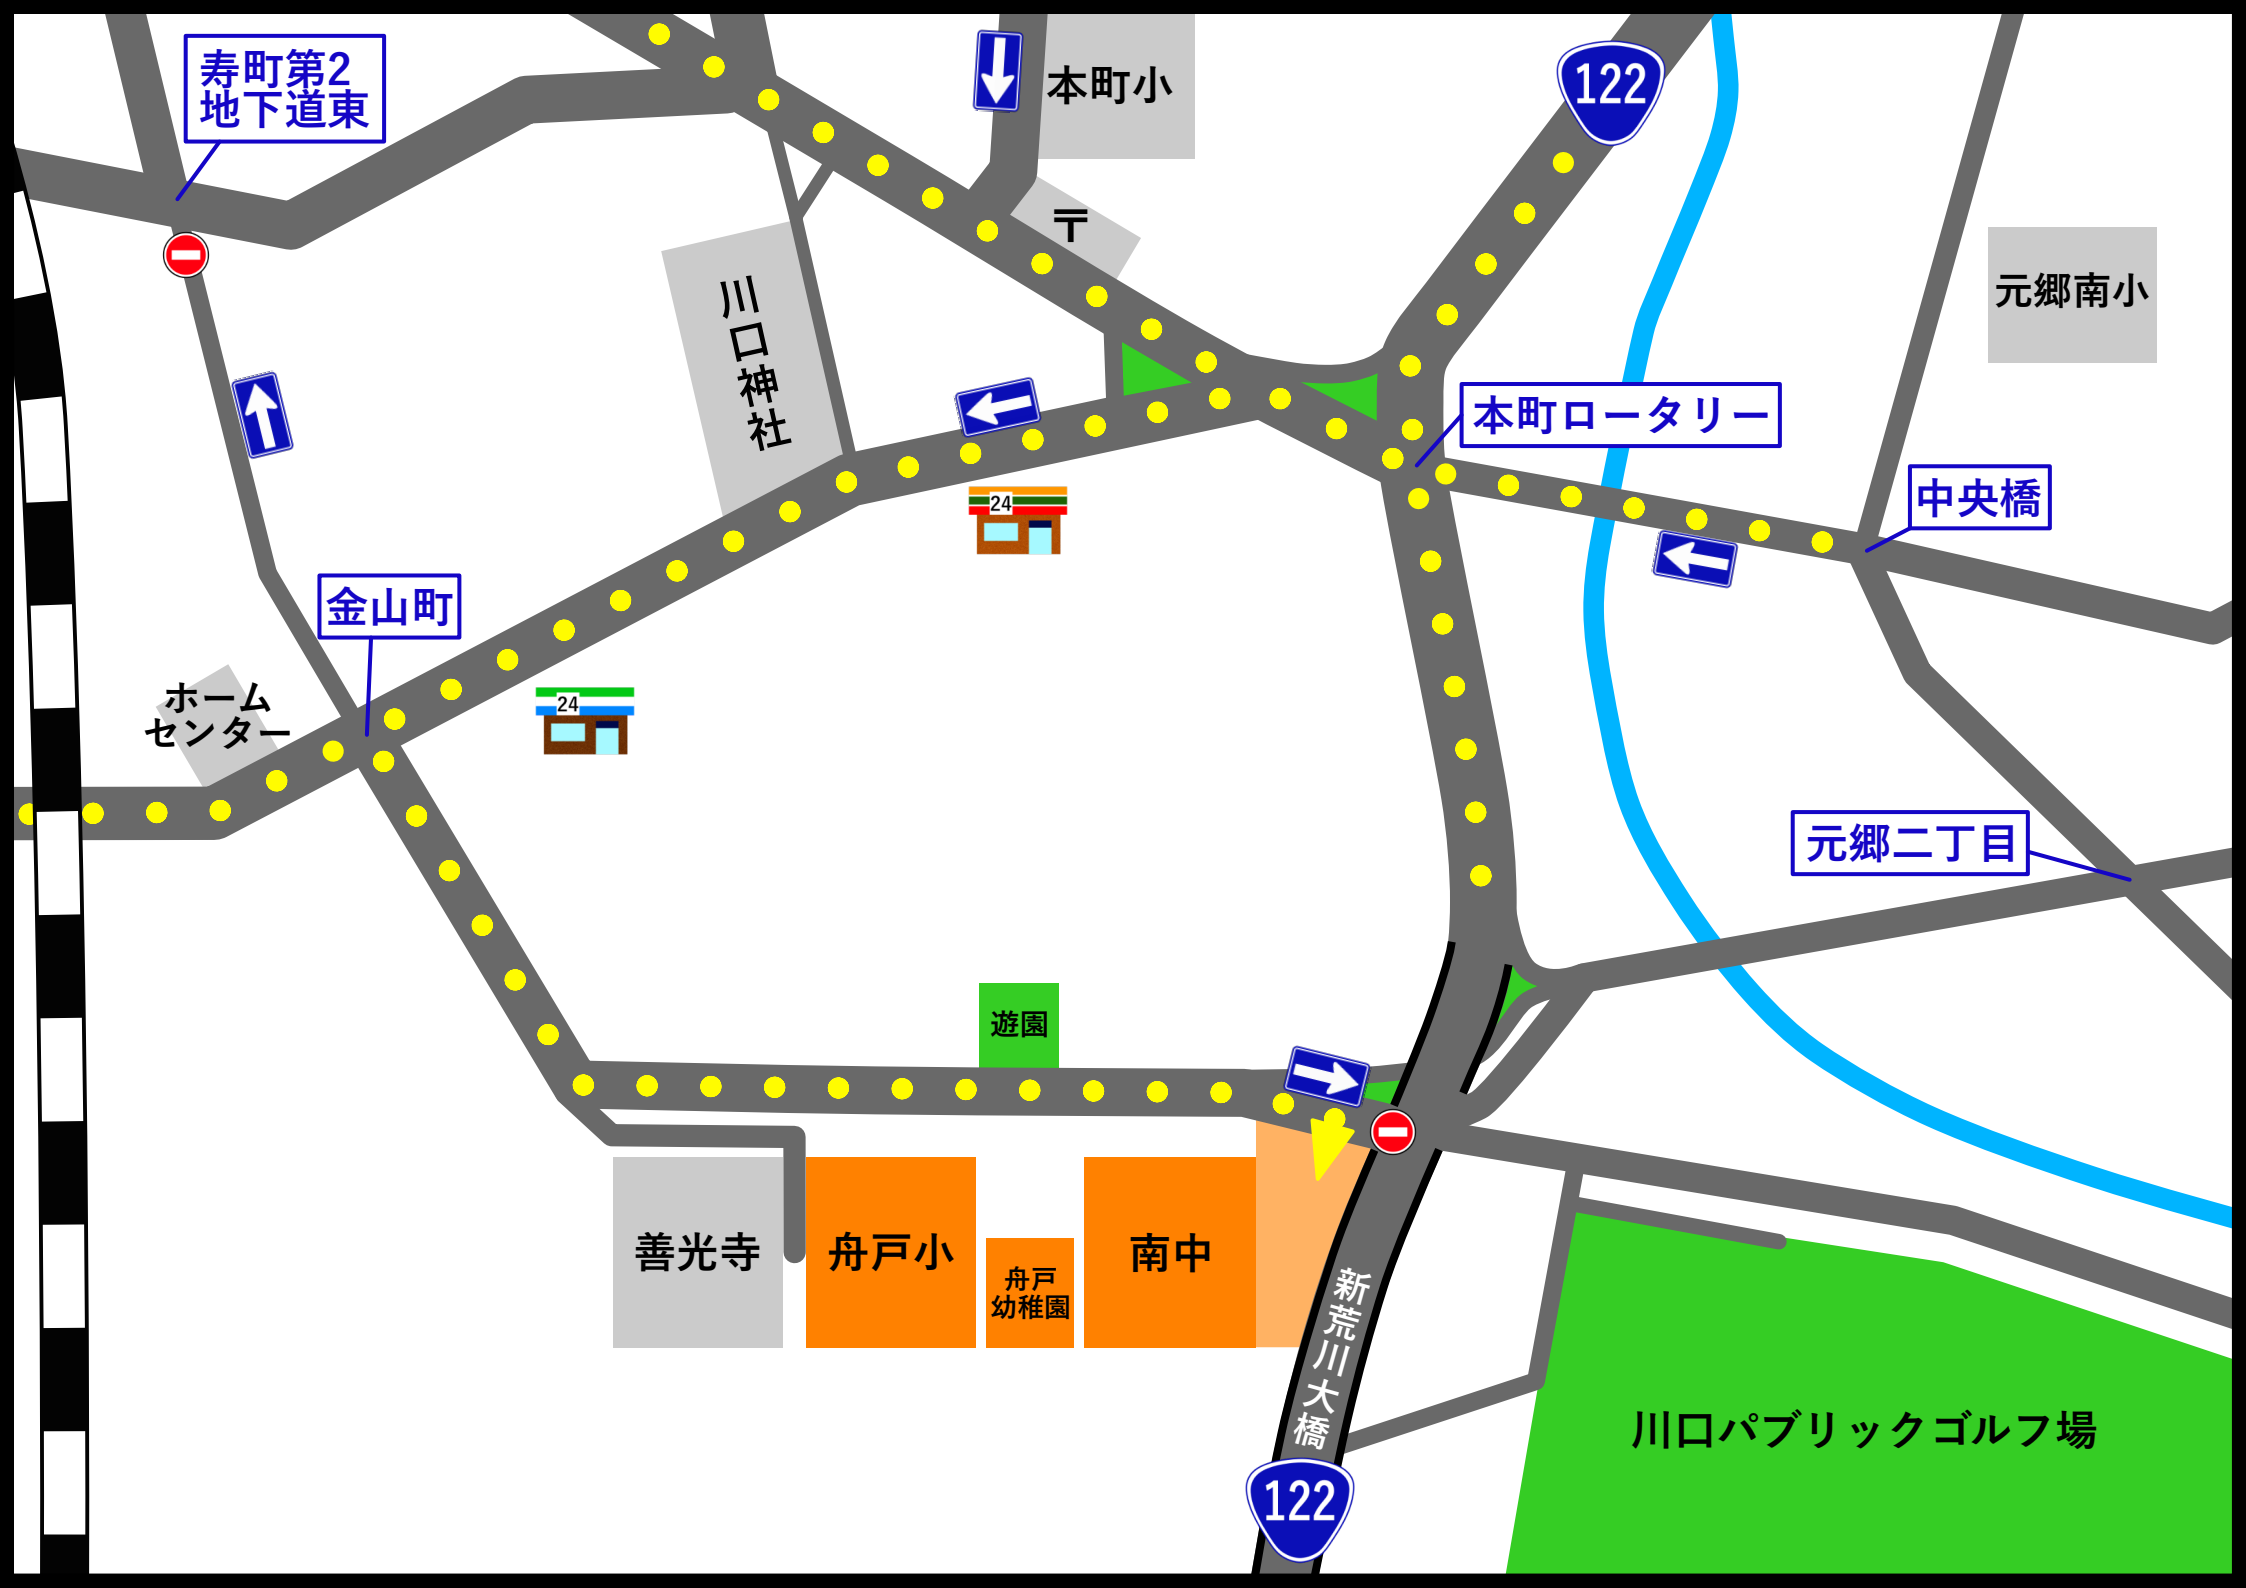 寿町第2
地下道東
本町小
122
〒
元郷南小
川口神社
本町ロータリー
中央橋
24
金山町
24
ホーム
センター
元郷二丁目
遊園
善光寺
舟戸小
舟戸
幼稚園
南中
新荒川大橋
川口パブリックゴルフ場
122